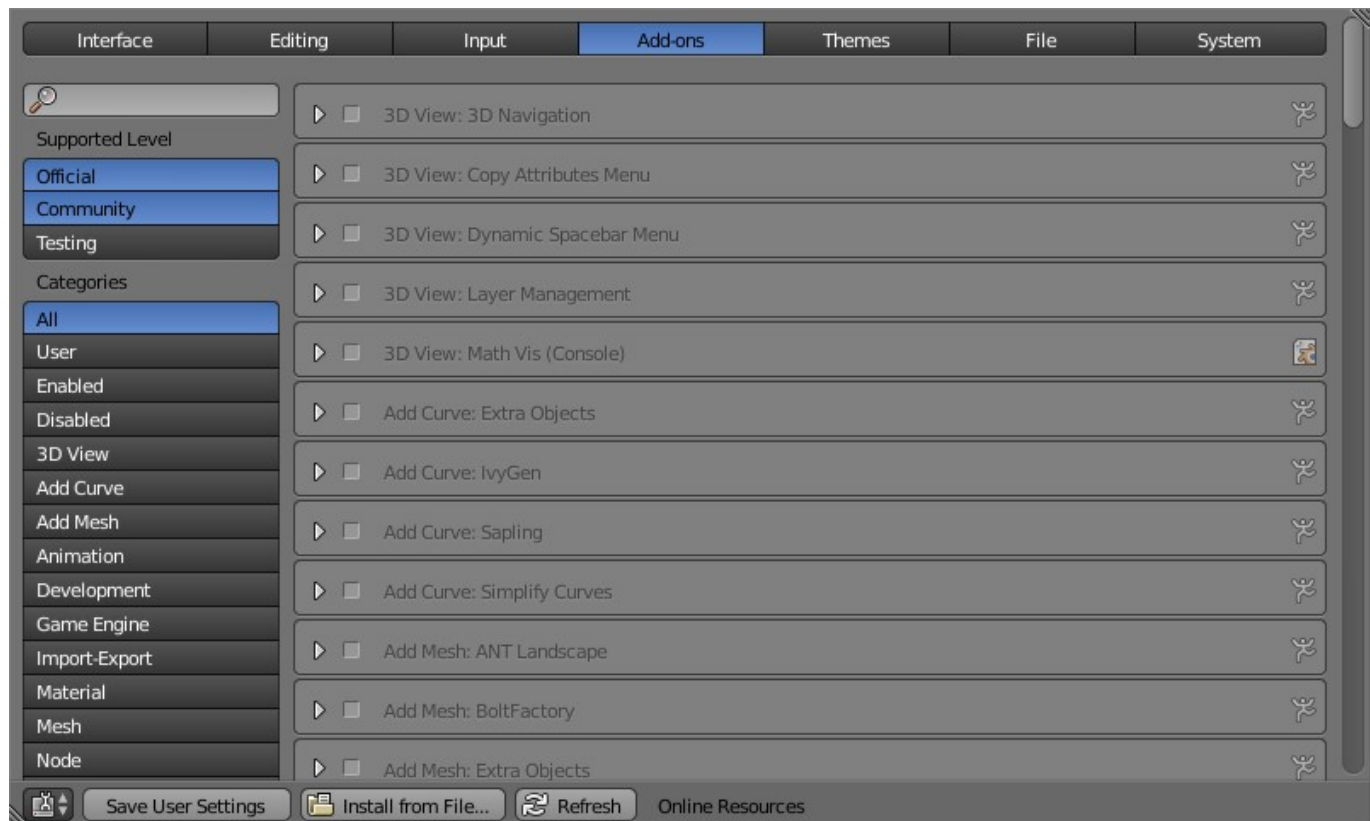 Interface Editing Input Add-ons Themes File System
Supported Level
Official
Community
Testing
Categories
All
User
Enabled
Disabled
3D View
Add Curve
Add Mesh
Animation
Development
Game Engine
Import-Export
Material
Mesh
Node
3D View: 3D Navigation
3D View: Copy Attributes Menu
3D View: Dynamic Spacebar Menu
3D View: Layer Management
3D View: Math Vis (Console)
Add Curve: Extra Objects
Add Curve: IvyGen
Add Curve: Sapling
Add Curve: Simplify Curves
Add Mesh: ANT Landscape
Add Mesh: BoltFactory
Add Mesh: Extra Objects
Save User Settings Install from File... Refresh Online Resources